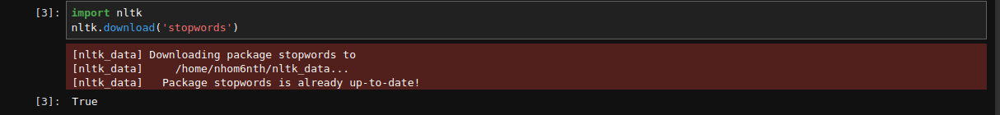 [3]: import nltk
nltk.download('stopwords')
[nltk_data] Downloading package stopwords to
[nltk_data]     /home/nhom6nth/nltk_data...
[nltk_data]   Package stopwords is already up-to-date!
[3]: True